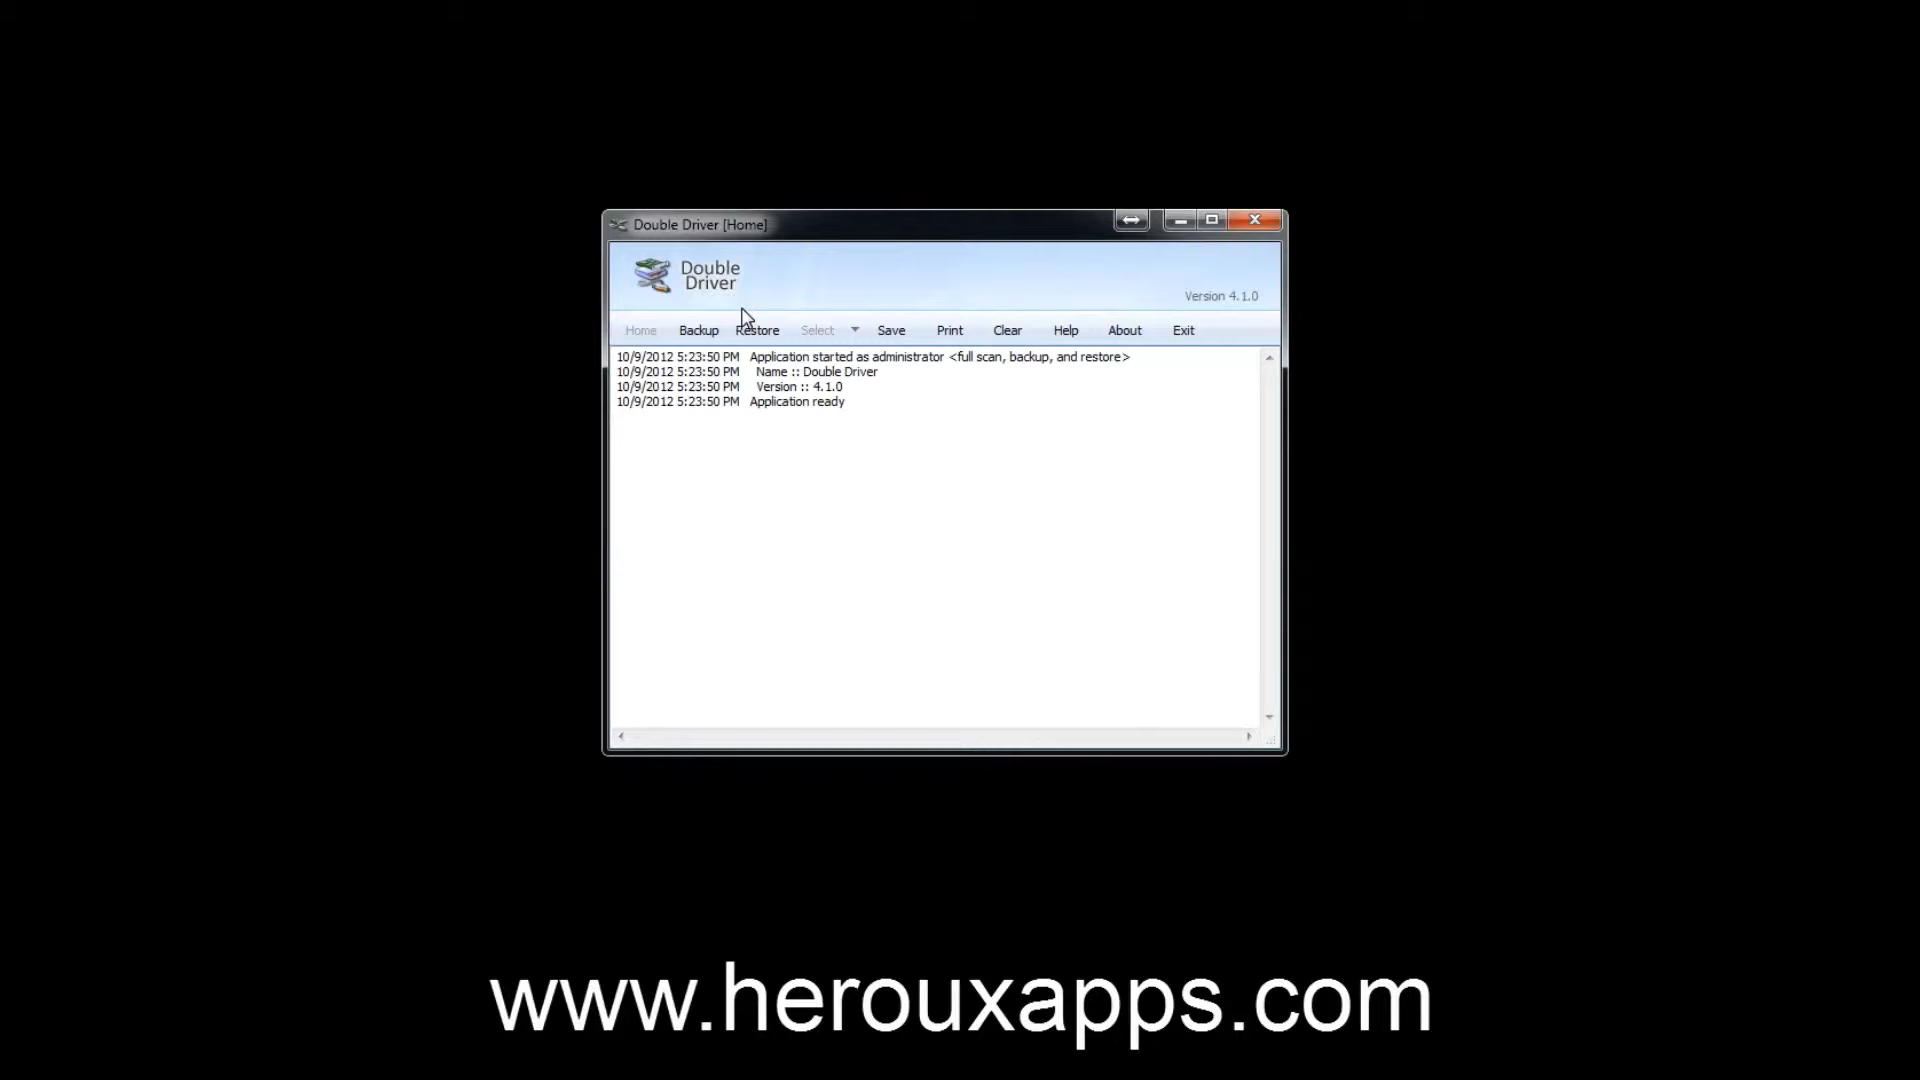 Double Driver [Home]
Double
Driver
Version 4.1.0
Home Backup Restore Select Save Print Clear Help About Exit
10/9/2012 5:23:50 PM Application started as administrator <full scan, backup, and restore>
10/9/2012 5:23:50 PM Name :: Double Driver
10/9/2012 5:23:50 PM Version :: 4.1.0
10/9/2012 5:23:50 PM Application ready
www.herouxapps.com